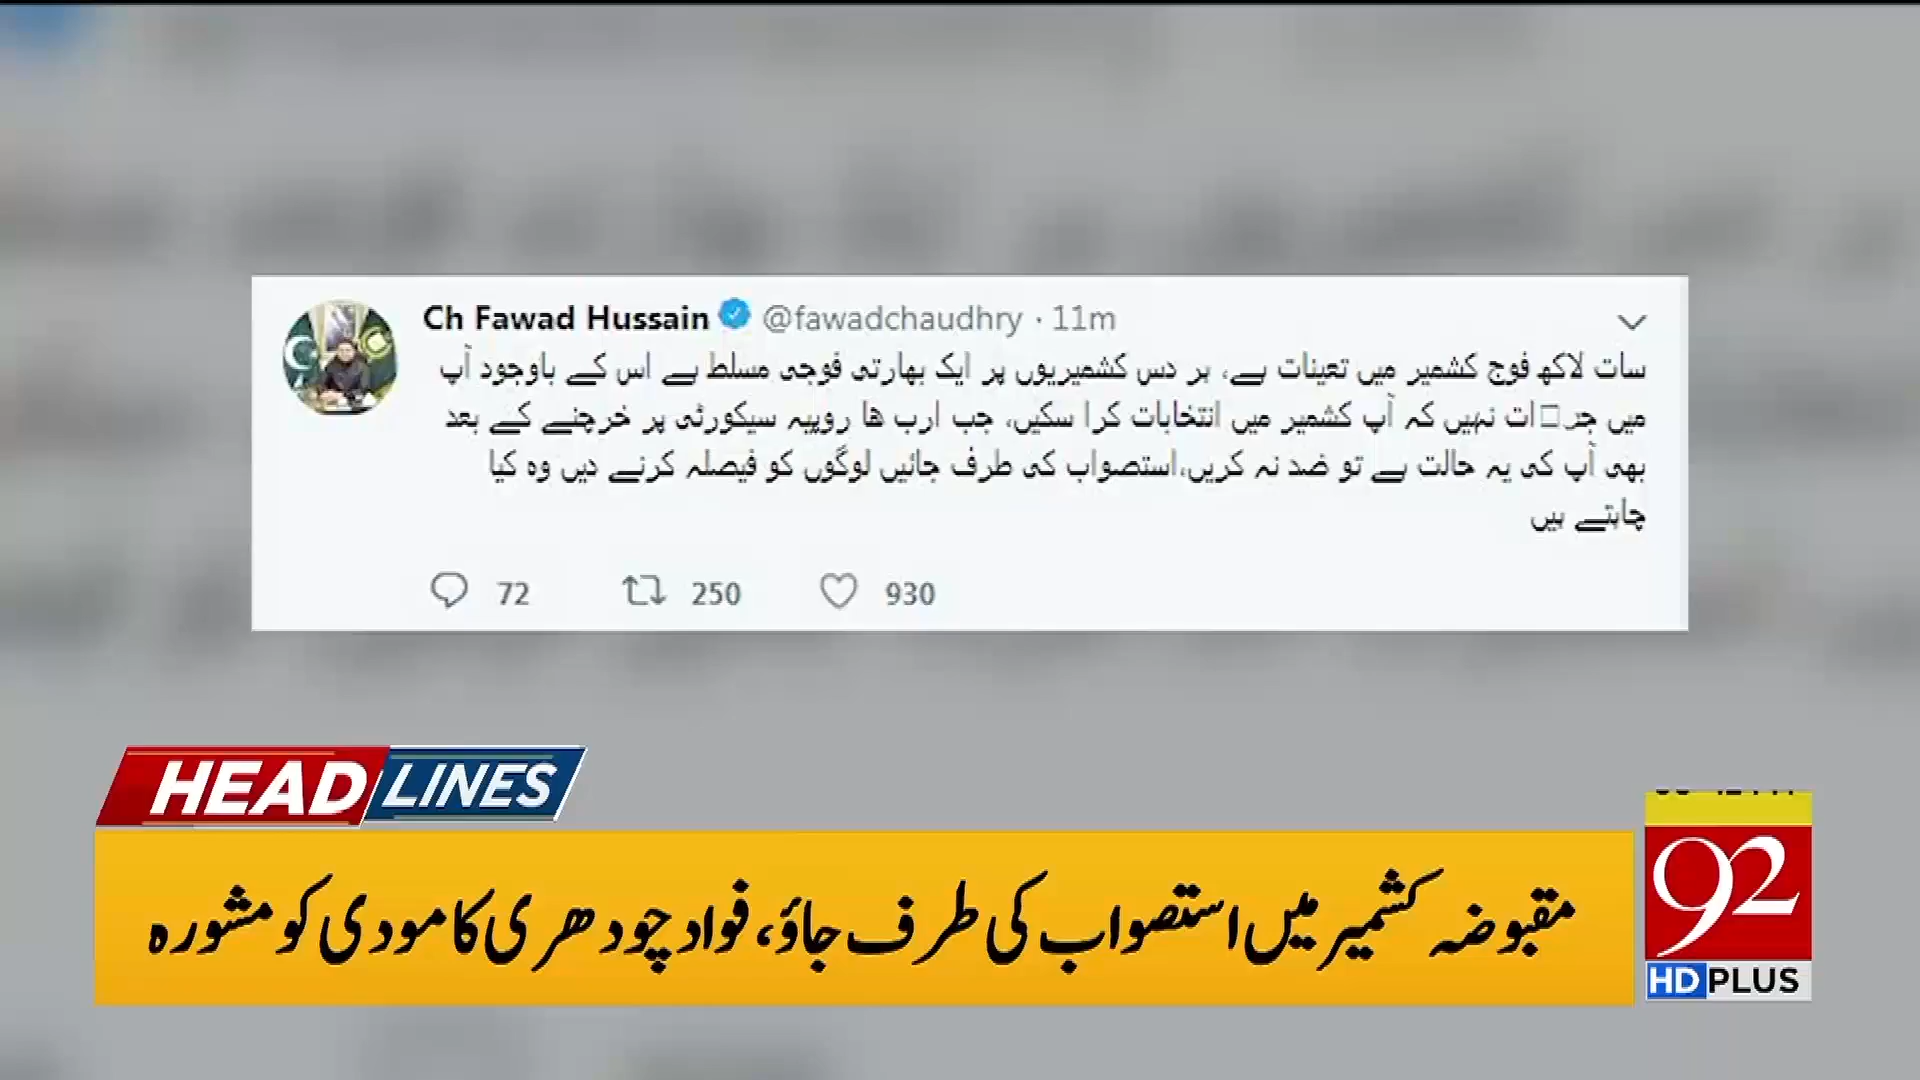 Ch Fawad Hussain @fawadchaudhry · 11m
سات لاکھ فوج کشمیر میں تعینات ہے، ہر دس کشمیریوں پر ایک بھارتی فوجی مسلط ہے اس کے باوجود آپ
میں جر□ات نہیں کہ آپ کشمیر میں انتخابات کرا سکیں، جب ارب ھا روپیہ سیکورٹی پر خرچنے کے بعد
بھی آپ کی یہ حالت ہے تو ضد نہ کریں،استصواب کی طرف جائیں لوگوں کو فیصلہ کرنے دیں وہ کیا
چاہتے ہیں
72 250 930
HEADLINES
مقبوضہ کشمیر میں استصواب کی طرف جاؤ، فواد چودھری کا مودی کو مشورہ
92
HD PLUS